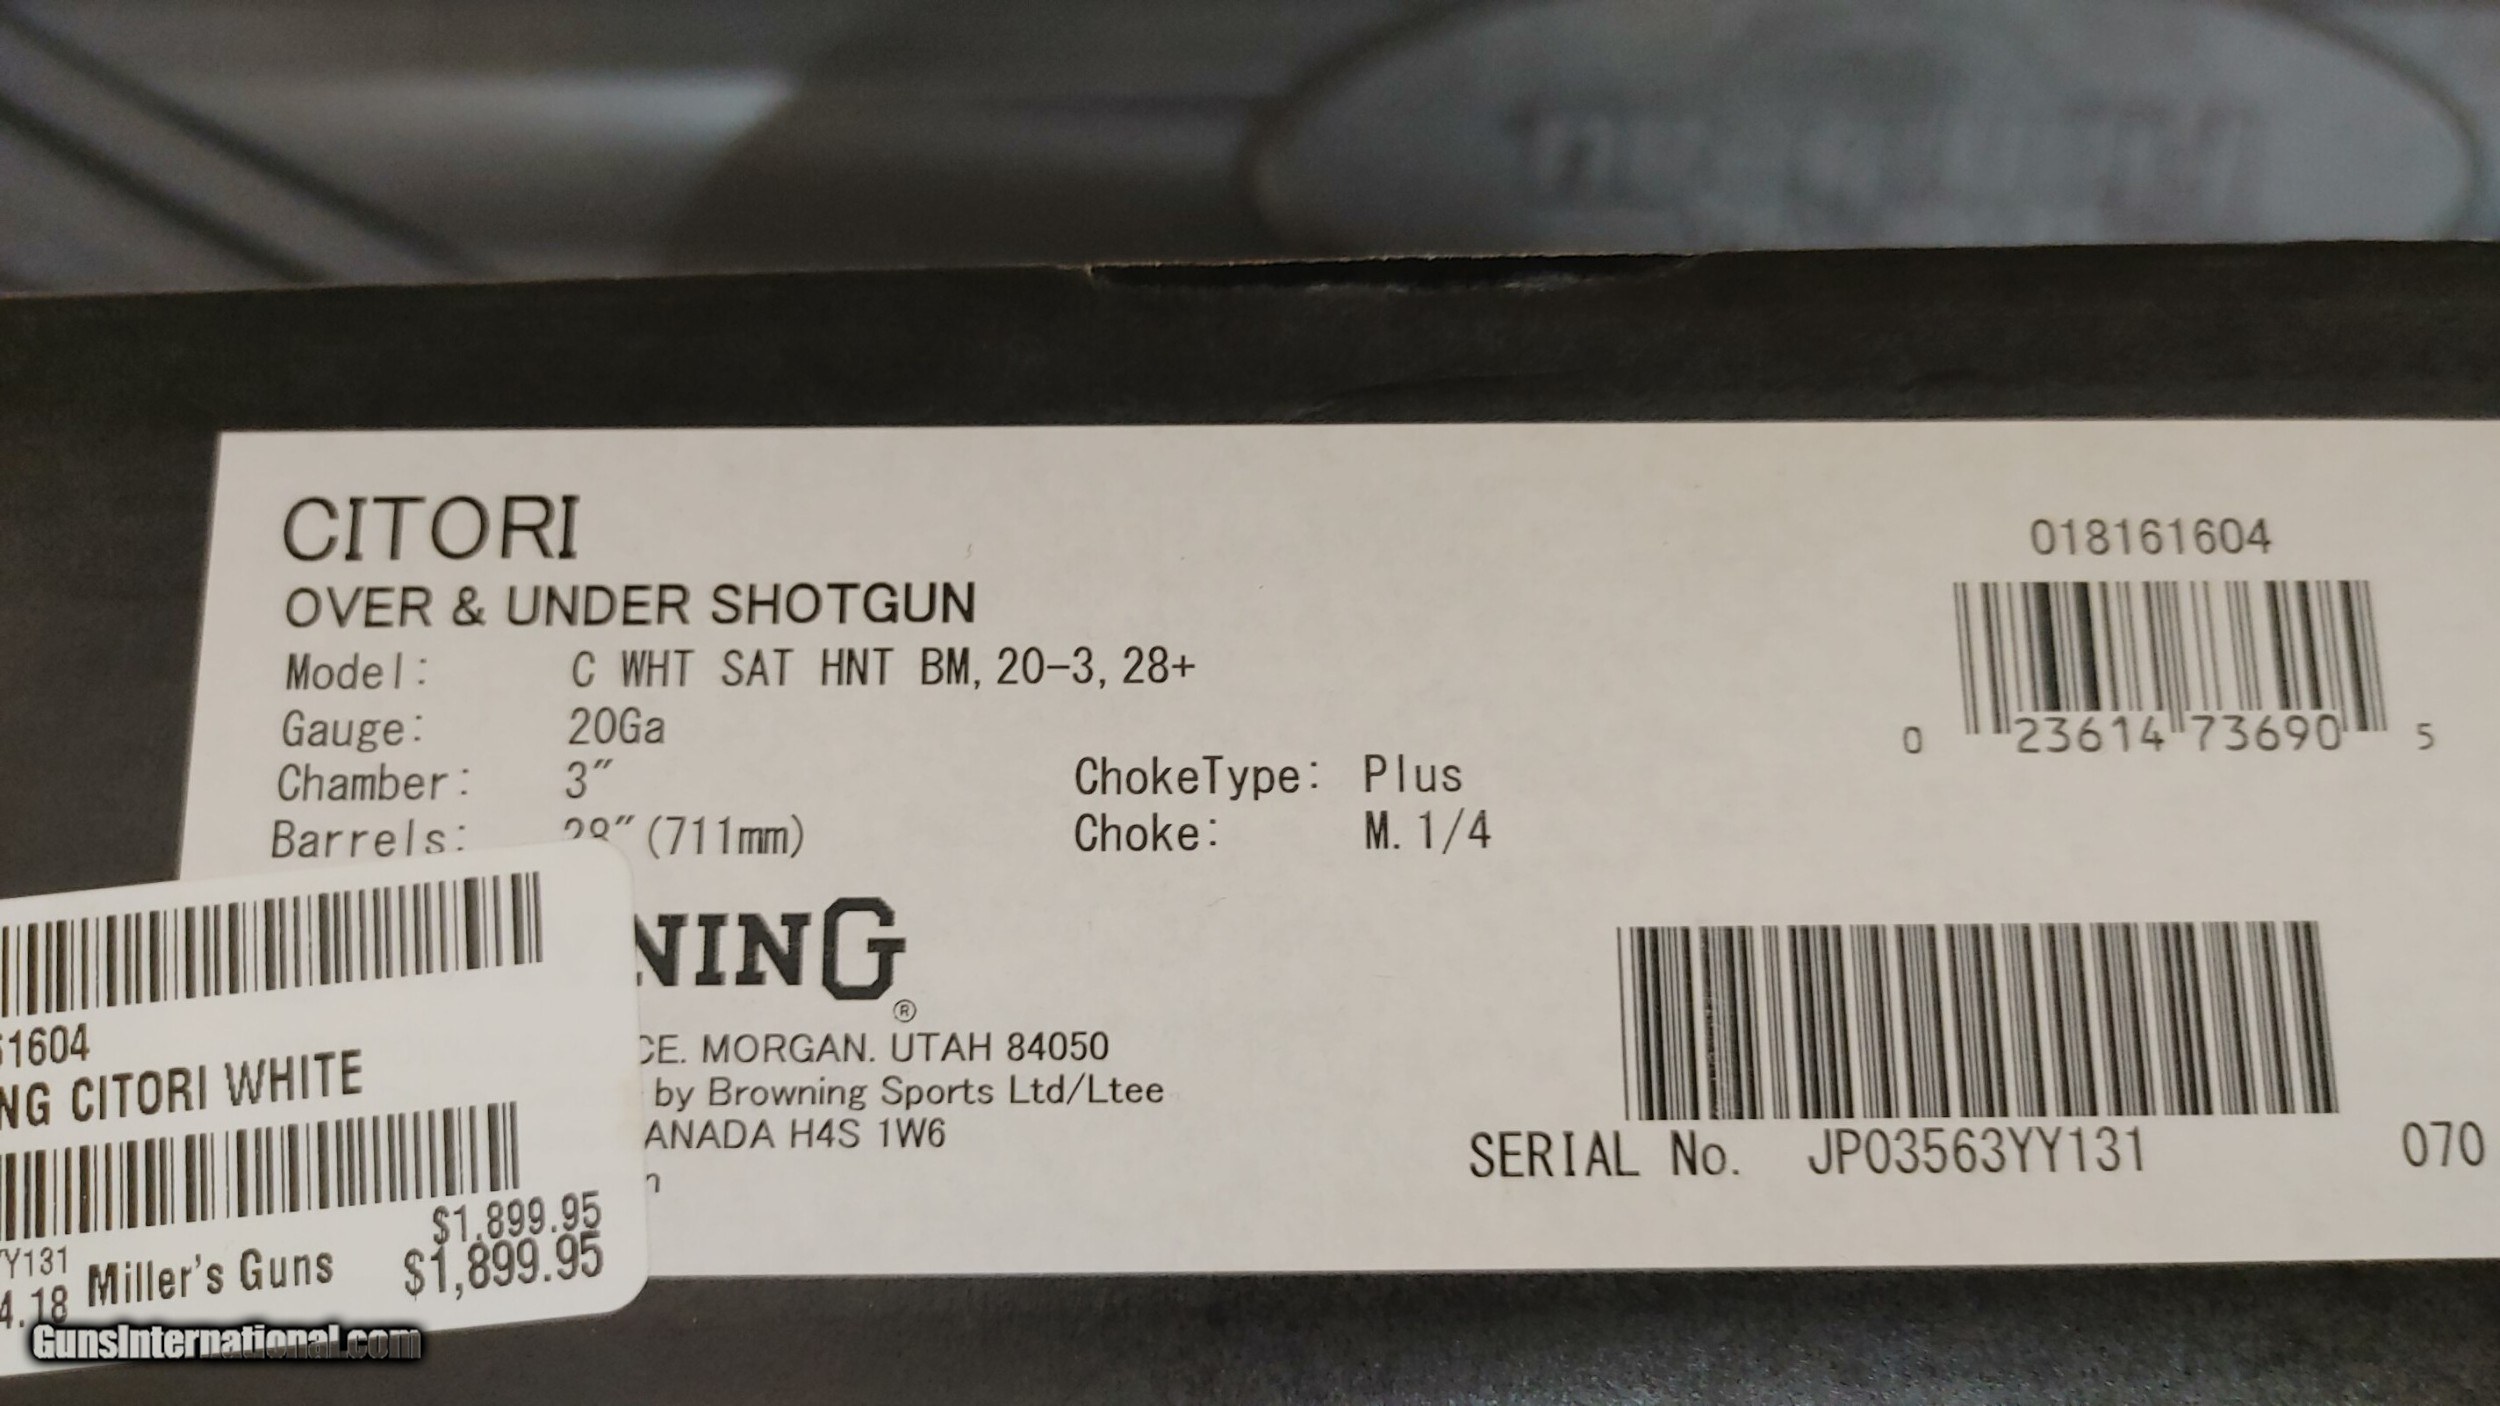 CITORI
OVER & UNDER SHOTGUN
Model: C WHT SAT HNT BM, 20-3, 28+
Gauge: 20Ga
Chamber: 3”
Barrels: 28” (711mm)
ChokeType: Plus
Choke: M. 1/4
018161604
0 23614 73690 5
NING®
CE. MORGAN. UTAH 84050
by Browning Sports Ltd/Ltee
ANADA H4S 1W6
n
SERIAL No. JP03563YY131
070
1604
NG CITORI WHITE
$1,899.95
Y131 Miller's Guns $1,899.95
4.18
GunsInternational.com